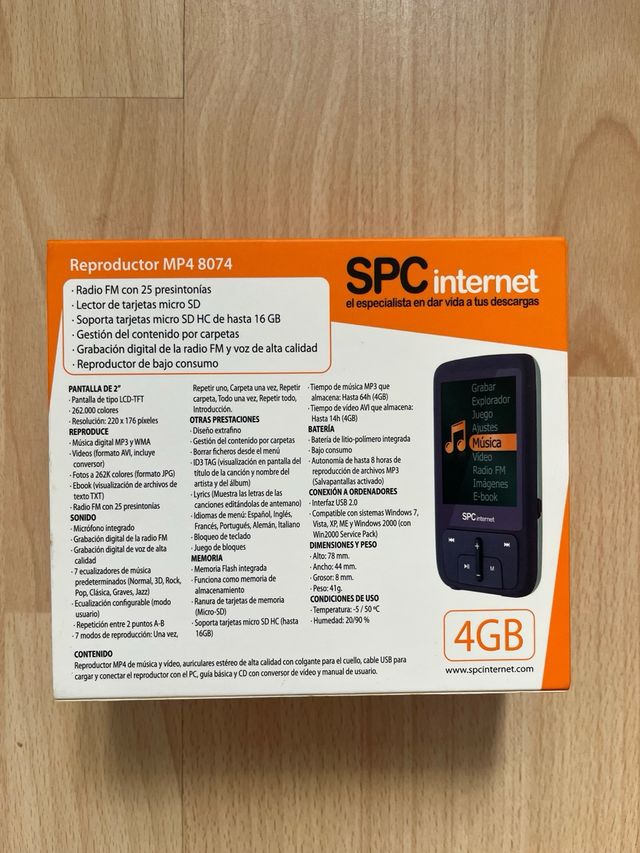 Reproductor MP4 8074
· Radio FM con 25 presintonías
· Lector de tarjetas micro SD
· Soporta tarjetas micro SD HC de hasta 16 GB
· Gestión del contenido por carpetas
· Grabación digital de la radio FM y voz de alta calidad
· Reproductor de bajo consumo
SPC internet
el especialista en dar vida a tus descargas
PANTALLA DE 2"
· Pantalla de tipo LCD-TFT
· 262.000 colores
· Resolución: 220 x 176 píxeles
REPRODUCE
· Música digital MP3 y WMA
· Videos (formato AVI, incluye
conversor)
· Fotos a 262K colores (formato JPG)
· Ebook (visualización de archivos de
texto TXT)
· Radio FM con 25 presintonías
SONIDO
· Micrófono integrado
· Grabación digital de la radio FM
· Grabación digital de voz de alta
calidad
· 7 ecualizadores de música
predeterminados (Normal, 3D, Rock,
Pop, Clásica, Graves, Jazz)
· Ecualización configurable (modo
usuario)
· Repetición entre 2 puntos A-B
· 7 modos de reproducción: Una vez,
Repetir uno, Carpeta una vez, Repetir
carpeta, Todo una vez, Repetir todo,
Introducción.
OTRAS PRESTACIONES
· Diseño extrafino
· Gestión del contenido por carpetas
· Borrar ficheros desde el menú
· ID3 TAG (visualización en pantalla del
título de la canción y nombre del
artista y del álbum)
· Lyrics (Muestra las letras de las
canciones editándolas de antemano)
· Idiomas de menú: Español, Inglés,
Francés, Portugués, Alemán, Italiano
· Bloqueo de teclado
· Juego de bloques
MEMORIA
· Memoria Flash integrada
· Funciona como memoria de
almacenamiento
· Ranura de tarjetas de memoria
(Micro-SD)
· Soporta tarjetas micro SD HC (hasta
16GB)
· Tiempo de música MP3 que
almacena: Hasta 64h (4GB)
· Tiempo de vídeo AVI que almacena:
Hasta 14h (4GB)
BATERÍA
· Batería de litio-polímero integrada
· Bajo consumo
· Autonomía de hasta 8 horas de
reproducción de archivos MP3
(Salvapantallas activado)
CONEXIÓN A ORDENADORES
· Interfaz USB 2.0
· Compatible con sistemas Windows 7,
Vista, XP, ME y Windows 2000 (con
Win2000 Service Pack)
DIMENSIONES Y PESO
· Alto: 78 mm.
· Ancho: 44 mm.
· Grosor: 8 mm.
· Peso: 41g.
CONDICIONES DE USO
· Temperatura: -5 / 50 ºC
· Humedad: 20/90 %
Grabar
Explorador
Juego
Ajustes
Música
Vídeo
Radio FM
Imágenes
E-book
SPC internet
M
4GB
www.spcinternet.com
CONTENIDO
Reproductor MP4 de música y vídeo, auriculares estéreo de alta calidad con colgante para el cuello, cable USB para
cargar y conectar el reproductor con el PC, guía básica y CD con conversor de vídeo y manual de usuario.